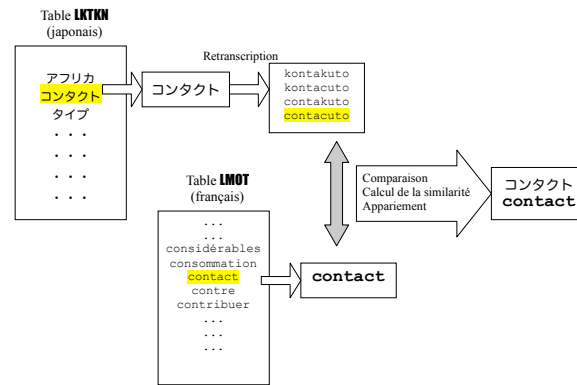 Table LKTKN
(japonais)
アフリカ
コンタクト
タイプ
・・・
・・・
・・・
・・・
コンタクト
Retranscription
kontakuto
kontacuto
contakuto
contacuto
Table LMOT
(français)
...
...
considérables
consommation
contact
contre
contribuer
...
...
...
contact
Comparaison
Calcul de la similarité
Appariement
コンタクト
contact